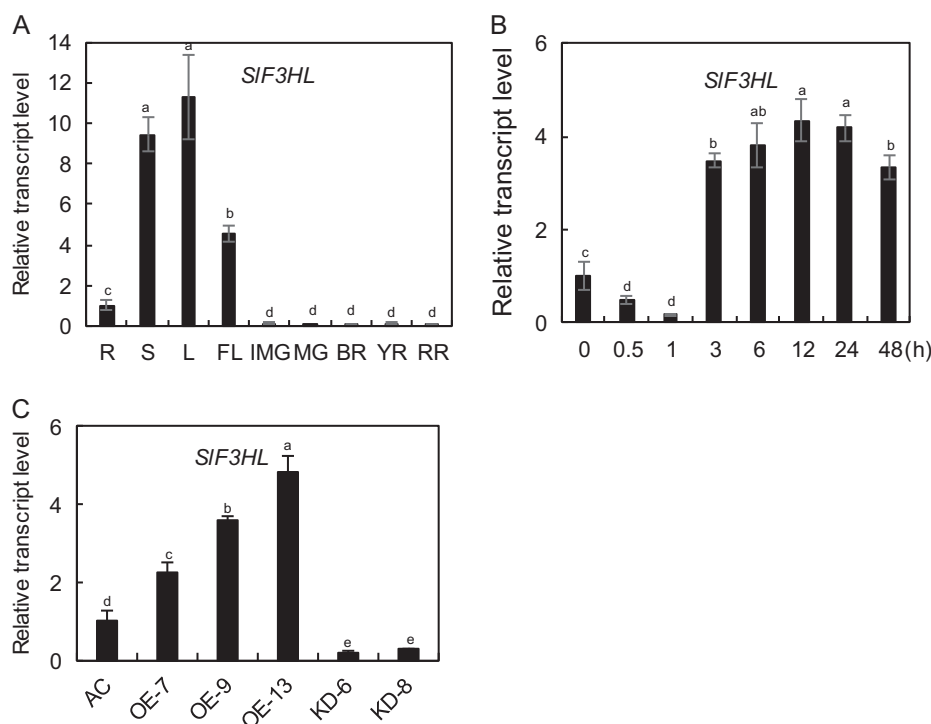 A
Relative transcript level
14
12
10
8
6
4
2
0
SlF3HL
c
a
a
b
d
d
d
d
d
R S L FL IMG MG BR YR RR
B
Relative transcript level
6
4
2
0
SlF3HL
c
d
d
b
ab
a
a
b
0 0.5 1 3 6 12 24 48(h)
C
Relative transcript level
6
4
2
0
SlF3HL
d
c
b
a
e
e
AC OE-7 OE-9 OE-13 KD-6 KD-8